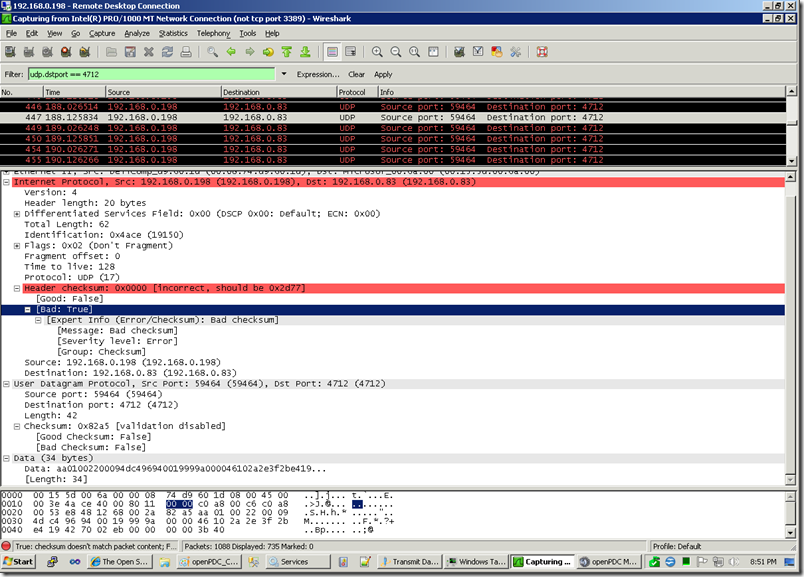 192.168.0.198 - Remote Desktop Connection
Capturing from Intel(R) PRO/1000 MT Network Connection (not tcp port 3389) - Wireshark
File Edit View Go Capture Analyze Statistics Telephony Tools Help
Filter: udp.dstport == 4712 Expression... Clear Apply
No. Time Source Destination Protocol Info
446 188.026514 192.168.0.198 192.168.0.83 UDP Source port: 59464 Destination port: 4712
447 188.125834 192.168.0.198 192.168.0.83 UDP Source port: 59464 Destination port: 4712
449 189.026248 192.168.0.198 192.168.0.83 UDP Source port: 59464 Destination port: 4712
450 189.125851 192.168.0.198 192.168.0.83 UDP Source port: 59464 Destination port: 4712
454 190.026271 192.168.0.198 192.168.0.83 UDP Source port: 59464 Destination port: 4712
455 190.126266 192.168.0.198 192.168.0.83 UDP Source port: 59464 Destination port: 4712
Internet Protocol, Src: 192.168.0.198 (192.168.0.198), Dst: 192.168.0.83 (192.168.0.83)
Version: 4
Header length: 20 bytes
Differentiated Services Field: 0x00 (DSCP 0x00: Default; ECN: 0x00)
Total Length: 62
Identification: 0x4ace (19150)
Flags: 0x02 (Don't Fragment)
Fragment offset: 0
Time to live: 128
Protocol: UDP (17)
Header checksum: 0x0000 [incorrect, should be 0x2d77]
[Good: False]
[Bad: True]
[Expert Info (Error/Checksum): Bad checksum]
[Message: Bad checksum]
[Severity level: Error]
[Group: Checksum]
Source: 192.168.0.198 (192.168.0.198)
Destination: 192.168.0.83 (192.168.0.83)
User Datagram Protocol, Src Port: 59464 (59464), Dst Port: 4712 (4712)
Source port: 59464 (59464)
Destination port: 4712 (4712)
Length: 42
Checksum: 0x82a5 [validation disabled]
[Good Checksum: False]
[Bad Checksum: False]
Data (34 bytes)
Data: aa01002200094dc496940019999a000046102a2e3f2be419...
[Length: 34]
0000 00 15 5d 00 6a 00 00 08 74 d9 60 1d 08 00 45 00 ..].j... t.`...E.
0010 00 3e 4a ce 40 00 80 11 00 00 c0 a8 00 c6 c0 a8 .>J.@... ........
0020 00 53 e8 48 12 68 00 2a 82 a5 aa 01 00 22 00 09 .S.H.h.* ....."..
0030 4d c4 96 94 00 19 99 9a 00 00 46 10 2a 2e 3f 2b M....... ..F.*.?+
0040 e4 19 42 70 02 eb 00 00 00 00 3b 40 ..Bp.... ..;@
True: checksum doesn't match packet content; F... Packets: 1088 Displayed: 735 Marked: 0 Profile: Default
Start The Open S... openPDC_C... Services Transmit Dat... Windows Ta... Capturing ... openPDC M... 8:51 PM